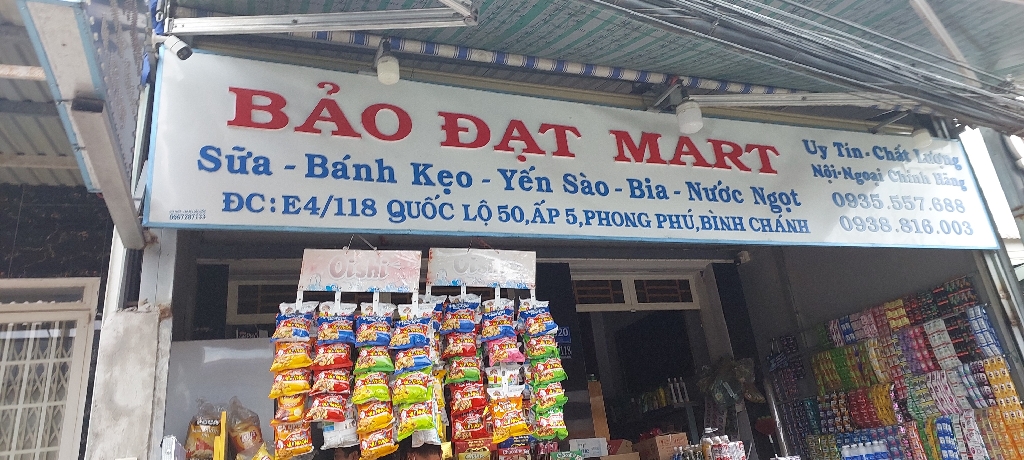 BẢO ĐẠT MART
Sữa - Bánh Kẹo - Yến Sào - Bia - Nước Ngọt
ĐC: E4/118 QUỐC LỘ 50, ẤP 5, PHONG PHÚ, BÌNH CHÁNH
Uy Tín - Chất Lượng
Nội - Ngoại Chính Hãng
0935.557.688
0938.816.003
0967287133
Oishi
Oishi